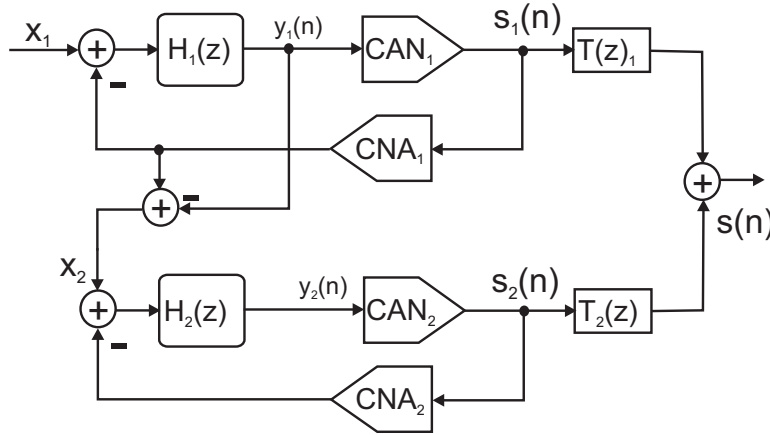 x₁
+
H₁(z)
y₁(n)
CAN₁
s₁(n)
T(z)₁
−
CNA₁
+
−
+
s(n)
x₂
+
H₂(z)
y₂(n)
CAN₂
s₂(n)
T₂(z)
−
CNA₂